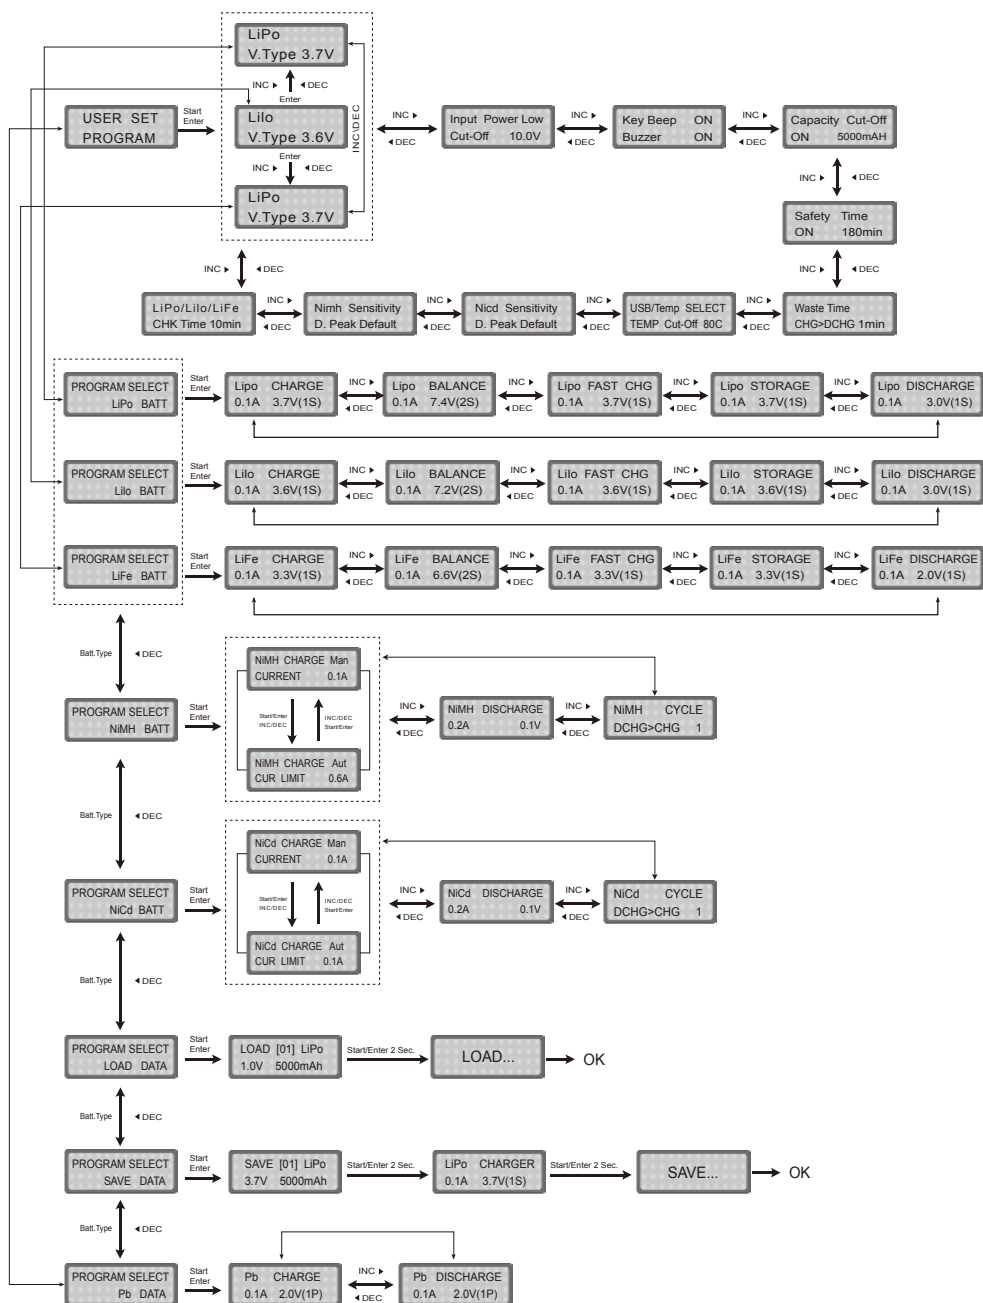 LiPo
V.Type 3.7V
INC ▶ ◀ DEC
Enter
USER SET
PROGRAM
Start
Enter
Lilo
V.Type 3.6V
INC\DEC
INC ▶
◀ DEC
Input Power Low
Cut-Off 10.0V
INC ▶
◀ DEC
Key Beep ON
Buzzer ON
INC ▶
◀ DEC
Capacity Cut-Off
ON 5000mAH
Enter
INC ▶ ◀ DEC
LiPo
V.Type 3.7V
INC ▶ ◀ DEC
Safety Time
ON 180min
INC ▶ ◀ DEC
INC ▶ ◀ DEC
LiPo/Lilo/LiFe
CHK Time 10min
INC ▶
◀ DEC
Nimh Sensitivity
D. Peak Default
INC ▶
◀ DEC
Nicd Sensitivity
D. Peak Default
INC ▶
◀ DEC
USB/Temp SELECT
TEMP Cut-Off 80C
INC ▶
◀ DEC
Waste Time
CHG>DCHG 1min
PROGRAM SELECT
LiPo BATT
Start
Enter
Lipo CHARGE
0.1A 3.7V(1S)
INC ▶
◀ DEC
Lipo BALANCE
0.1A 7.4V(2S)
INC ▶
◀ DEC
Lipo FAST CHG
0.1A 3.7V(1S)
INC ▶
◀ DEC
Lipo STORAGE
0.1A 3.7V(1S)
INC ▶
◀ DEC
Lipo DISCHARGE
0.1A 3.0V(1S)
PROGRAM SELECT
Lilo BATT
Start
Enter
Lilo CHARGE
0.1A 3.6V(1S)
INC ▶
◀ DEC
Lilo BALANCE
0.1A 7.2V(2S)
INC ▶
◀ DEC
Lilo FAST CHG
0.1A 3.6V(1S)
INC ▶
◀ DEC
Lilo STORAGE
0.1A 3.6V(1S)
INC ▶
◀ DEC
Lilo DISCHARGE
0.1A 3.0V(1S)
PROGRAM SELECT
LiFe BATT
Start
Enter
LiFe CHARGE
0.1A 3.3V(1S)
INC ▶
◀ DEC
LiFe BALANCE
0.1A 6.6V(2S)
INC ▶
◀ DEC
LiFe FAST CHG
0.1A 3.3V(1S)
INC ▶
◀ DEC
LiFe STORAGE
0.1A 3.3V(1S)
INC ▶
◀ DEC
LiFe DISCHARGE
0.1A 2.0V(1S)
Batt.Type ◀ DEC
NiMH CHARGE Man
CURRENT 0.1A
PROGRAM SELECT
NiMH BATT
Start
Enter
Start/Enter
INC/DEC
INC/DEC
Start/Enter
NiMH CHARGE Aut
CUR LIMIT 0.6A
INC ▶
◀ DEC
NiMH DISCHARGE
0.2A 0.1V
INC ▶
◀ DEC
NiMH CYCLE
DCHG>CHG 1
Batt.Type ◀ DEC
NiCd CHARGE Man
CURRENT 0.1A
PROGRAM SELECT
NiCd BATT
Start
Enter
Start/Enter
INC/DEC
INC/DEC
Start/Enter
NiCd CHARGE Aut
CUR LIMIT 0.1A
INC ▶
◀ DEC
NiCd DISCHARGE
0.2A 0.1V
INC ▶
◀ DEC
NiCd CYCLE
DCHG>CHG 1
Batt.Type ◀ DEC
PROGRAM SELECT
LOAD DATA
Start
Enter
LOAD [01] LiPo
1.0V 5000mAh
Start/Enter 2 Sec.
LOAD...
OK
Batt.Type ◀ DEC
PROGRAM SELECT
SAVE DATA
Start
Enter
SAVE [01] LiPo
3.7V 5000mAh
Start/Enter 2 Sec.
LiPo CHARGER
0.1A 3.7V(1S)
Start/Enter 2 Sec.
SAVE...
OK
Batt.Type ◀ DEC
PROGRAM SELECT
Pb DATA
Start
Enter
Pb CHARGE
0.1A 2.0V(1P)
INC ▶
◀ DEC
Pb DISCHARGE
0.1A 2.0V(1P)